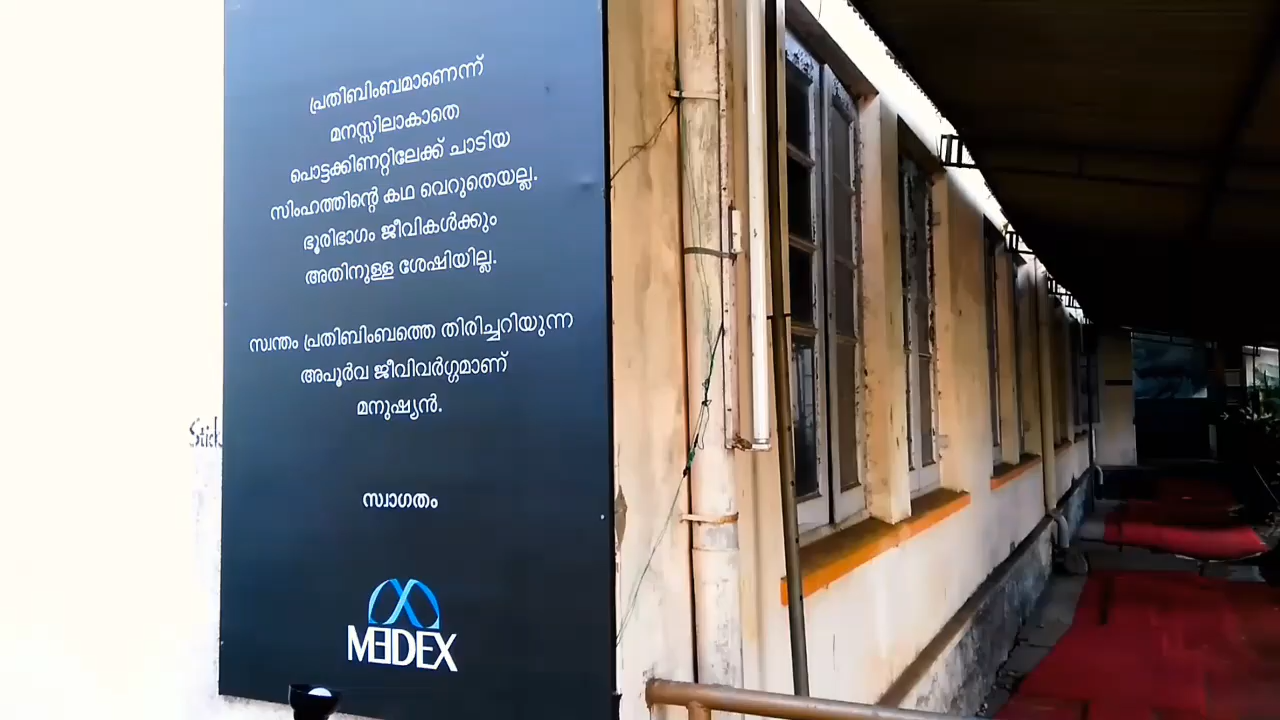 പ്രതിബിംബമാണെന്ന്
മനസ്സിലാകാതെ
പൊട്ടക്കിണറ്റിലേക്ക് ചാടിയ
സിംഹത്തിന്റെ കഥ വെറുതെയല്ല.
ഭൂരിഭാഗം ജീവികൾക്കും
അതിനുള്ള ശേഷിയില്ല.
സ്വന്തം പ്രതിബിംബത്തെ തിരിച്ചറിയുന്ന
അപൂർവ ജീവിവർഗ്ഗമാണ്
മനുഷ്യൻ.
Stick
സ്വാഗതം
MEDEX